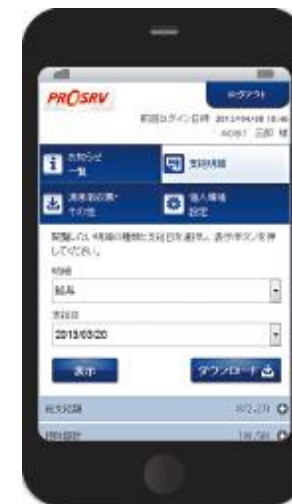 PROSRV
ログアウト
前回ログイン日時 2013/04/08 18:46
お知らせ
一覧
支給明細
源泉徴収票・
その他
個人環境
設定
閲覧したい明細の種類と支給日を選択し、表示ボタンを押
してください。
明細
給与
支給日
2013/03/20
表示
ダウンロード
総支給額